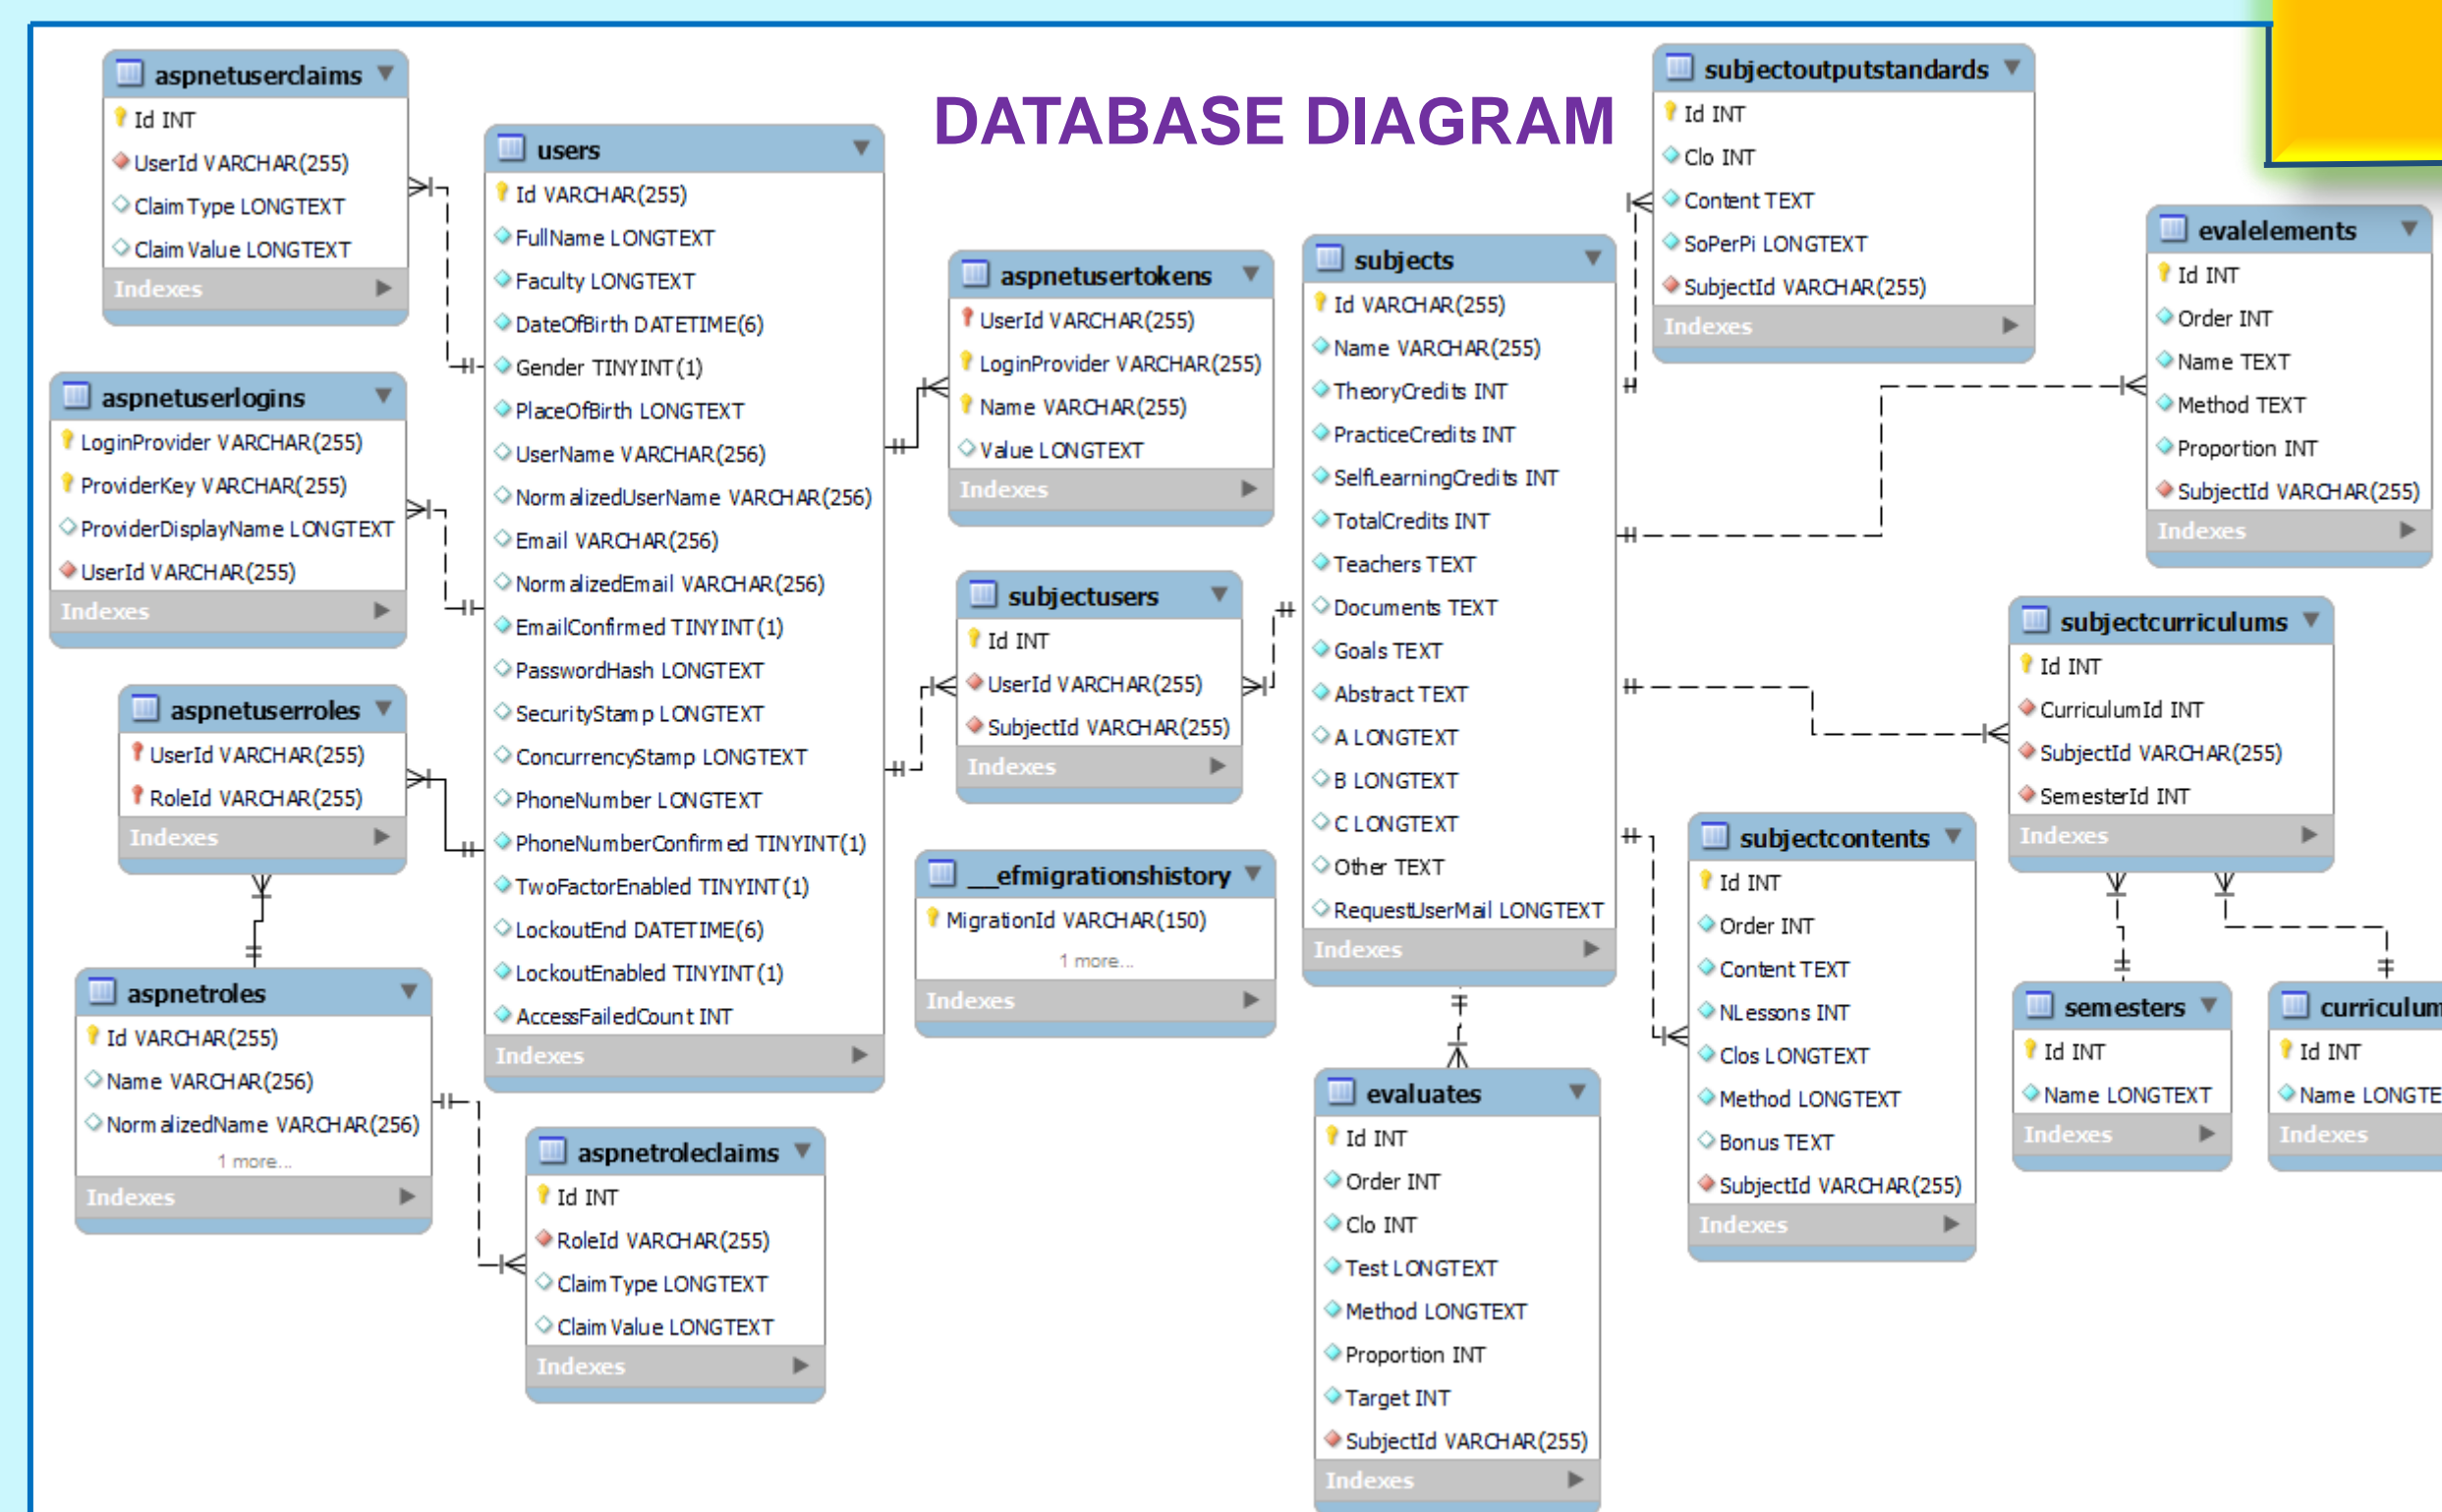 DATABASE DIAGRAM
aspnetuserclaims
Id INT
UserId VARCHAR(255)
ClaimType LONGTEXT
ClaimValue LONGTEXT
Indexes
aspnetuserlogins
LoginProvider VARCHAR(255)
ProviderKey VARCHAR(255)
ProviderDisplayName LONGTEXT
UserId VARCHAR(255)
Indexes
aspnetuserroles
UserId VARCHAR(255)
RoleId VARCHAR(255)
Indexes
aspnetroles
Id VARCHAR(255)
Name VARCHAR(256)
NormalizedName VARCHAR(256)
1 more...
Indexes
users
Id VARCHAR(255)
FullName LONGTEXT
Faculty LONGTEXT
DateOfBirth DATETIME(6)
Gender TINYINT(1)
PlaceOfBirth LONGTEXT
UserName VARCHAR(256)
NormalizedUserName VARCHAR(256)
Email VARCHAR(256)
NormalizedEmail VARCHAR(256)
EmailConfirmed TINYINT(1)
PasswordHash LONGTEXT
SecurityStamp LONGTEXT
ConcurrencyStamp LONGTEXT
PhoneNumber LONGTEXT
PhoneNumberConfirmed TINYINT(1)
TwoFactorEnabled TINYINT(1)
LockoutEnd DATETIME(6)
LockoutEnabled TINYINT(1)
AccessFailedCount INT
Indexes
aspnetroleclaims
Id INT
RoleId VARCHAR(255)
ClaimType LONGTEXT
ClaimValue LONGTEXT
Indexes
aspnetusertokens
UserId VARCHAR(255)
LoginProvider VARCHAR(255)
Name VARCHAR(255)
Value LONGTEXT
Indexes
subjectusers
Id INT
UserId VARCHAR(255)
SubjectId VARCHAR(255)
Indexes
__efmigrationshistory
MigrationId VARCHAR(150)
1 more...
Indexes
subjects
Id VARCHAR(255)
Name VARCHAR(255)
TheoryCredits INT
PracticeCredits INT
SelfLearningCredits INT
TotalCredits INT
Teachers TEXT
Documents TEXT
Goals TEXT
Abstract TEXT
A LONGTEXT
B LONGTEXT
C LONGTEXT
Other TEXT
RequestUserMail LONGTEXT
Indexes
evaluates
Id INT
Order INT
Clo INT
Test LONGTEXT
Method LONGTEXT
Proportion INT
Target INT
SubjectId VARCHAR(255)
Indexes
subjectoutputstandards
Id INT
Clo INT
Content TEXT
SoPerPi LONGTEXT
SubjectId VARCHAR(255)
Indexes
evalelements
Id INT
Order INT
Name TEXT
Method TEXT
Proportion INT
SubjectId VARCHAR(255)
Indexes
subjectcurriculums
Id INT
CurriculumId INT
SubjectId VARCHAR(255)
SemesterId INT
Indexes
subjectcontents
Id INT
Order INT
Content TEXT
NLessons INT
Clos LONGTEXT
Method LONGTEXT
Bonus TEXT
SubjectId VARCHAR(255)
Indexes
semesters
Id INT
Name LONGTEXT
Indexes
curriculum
Id INT
Name LONGTE
Indexes